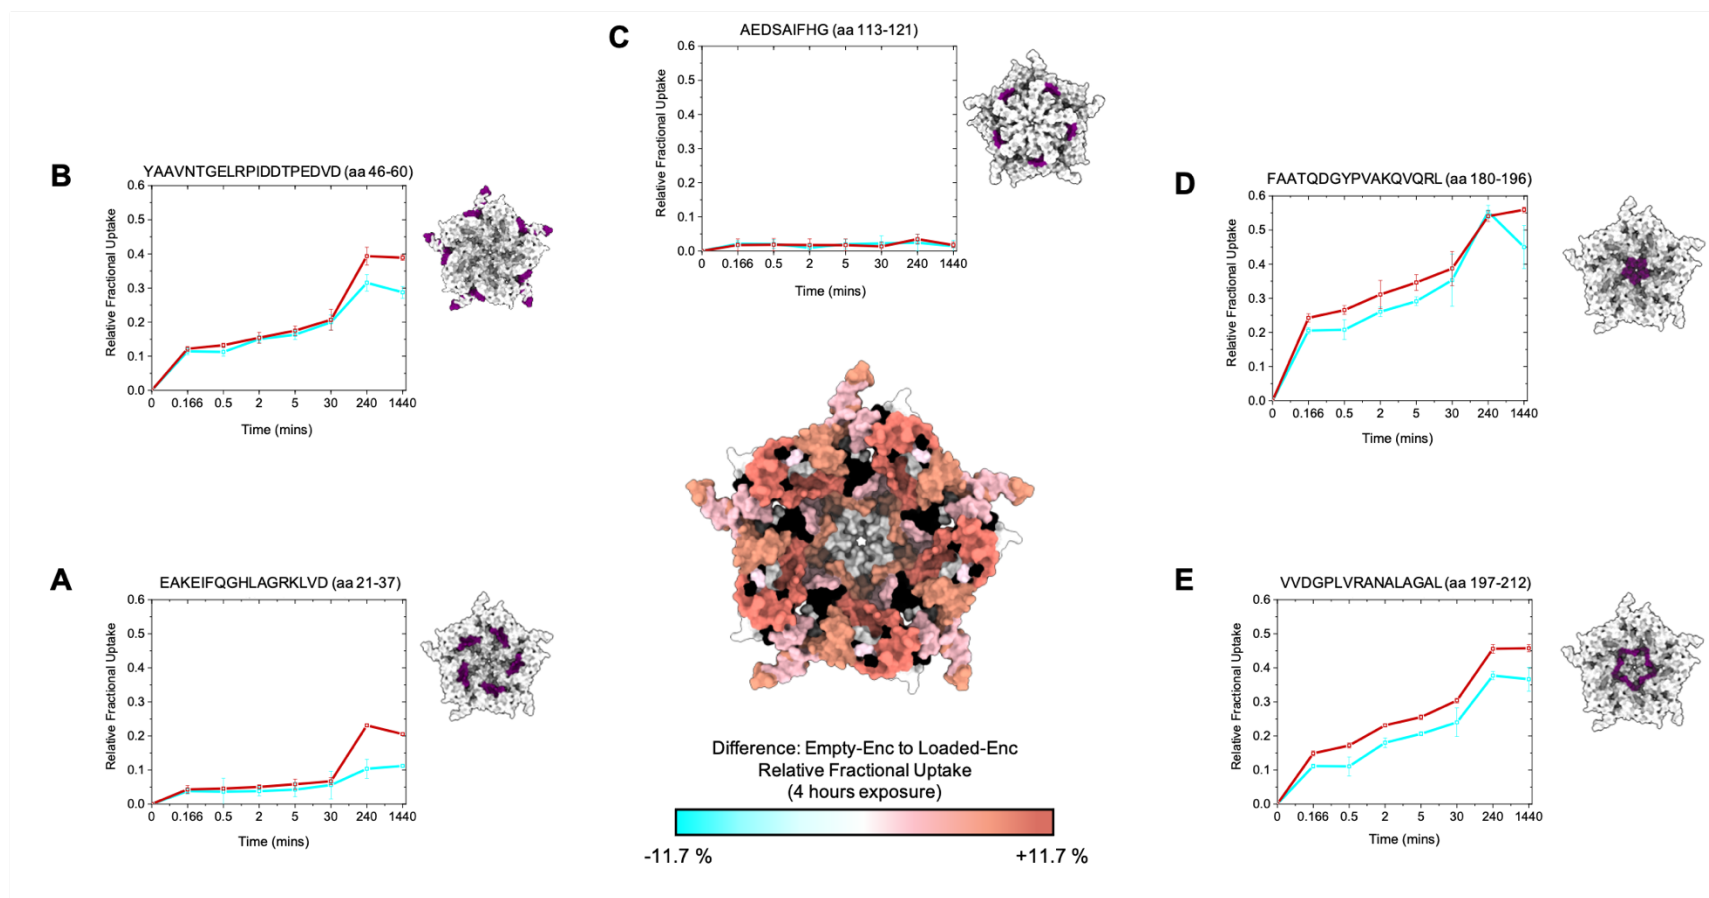 C
AEDSAIFHG (aa 113-121)
Relative Fractional Uptake
0.6
0.5
0.4
0.3
0.2
0.1
0.0
0 0.166 0.5 2 5 30 240 1440
Time (mins)
B
YAAVNTGELRPIDDTPEDVD (aa 46-60)
Relative Fractional Uptake
0.6
0.5
0.4
0.3
0.2
0.1
0.0
0 0.166 0.5 2 5 30 240 1440
Time (mins)
D
FAATQDGYPVAKQVQRL (aa 180-196)
Relative Fractional Uptake
0.6
0.5
0.4
0.3
0.2
0.1
0.0
0 0.166 0.5 2 5 30 240 1440
Time (mins)
A
EAKEIFQGHLAGRKLVD (aa 21-37)
Relative Fractional Uptake
0.6
0.5
0.4
0.3
0.2
0.1
0.0
0 0.166 0.5 2 5 30 240 1440
Time (mins)
E
VVDGPLVRANALAGAL (aa 197-212)
Relative Fractional Uptake
0.6
0.5
0.4
0.3
0.2
0.1
0.0
0 0.166 0.5 2 5 30 240 1440
Time (mins)
Difference: Empty-Enc to Loaded-Enc
Relative Fractional Uptake
(4 hours exposure)
-11.7 % +11.7 %